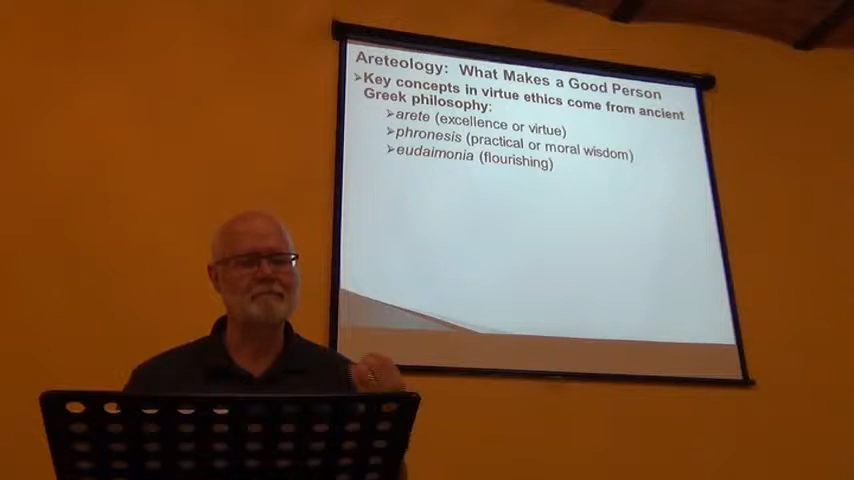 Areteology: What Makes a Good Person
➢Key concepts in virtue ethics come from ancient
Greek philosophy:
➢arete (excellence or virtue)
➢phronesis (practical or moral wisdom)
➢eudaimonia (flourishing)